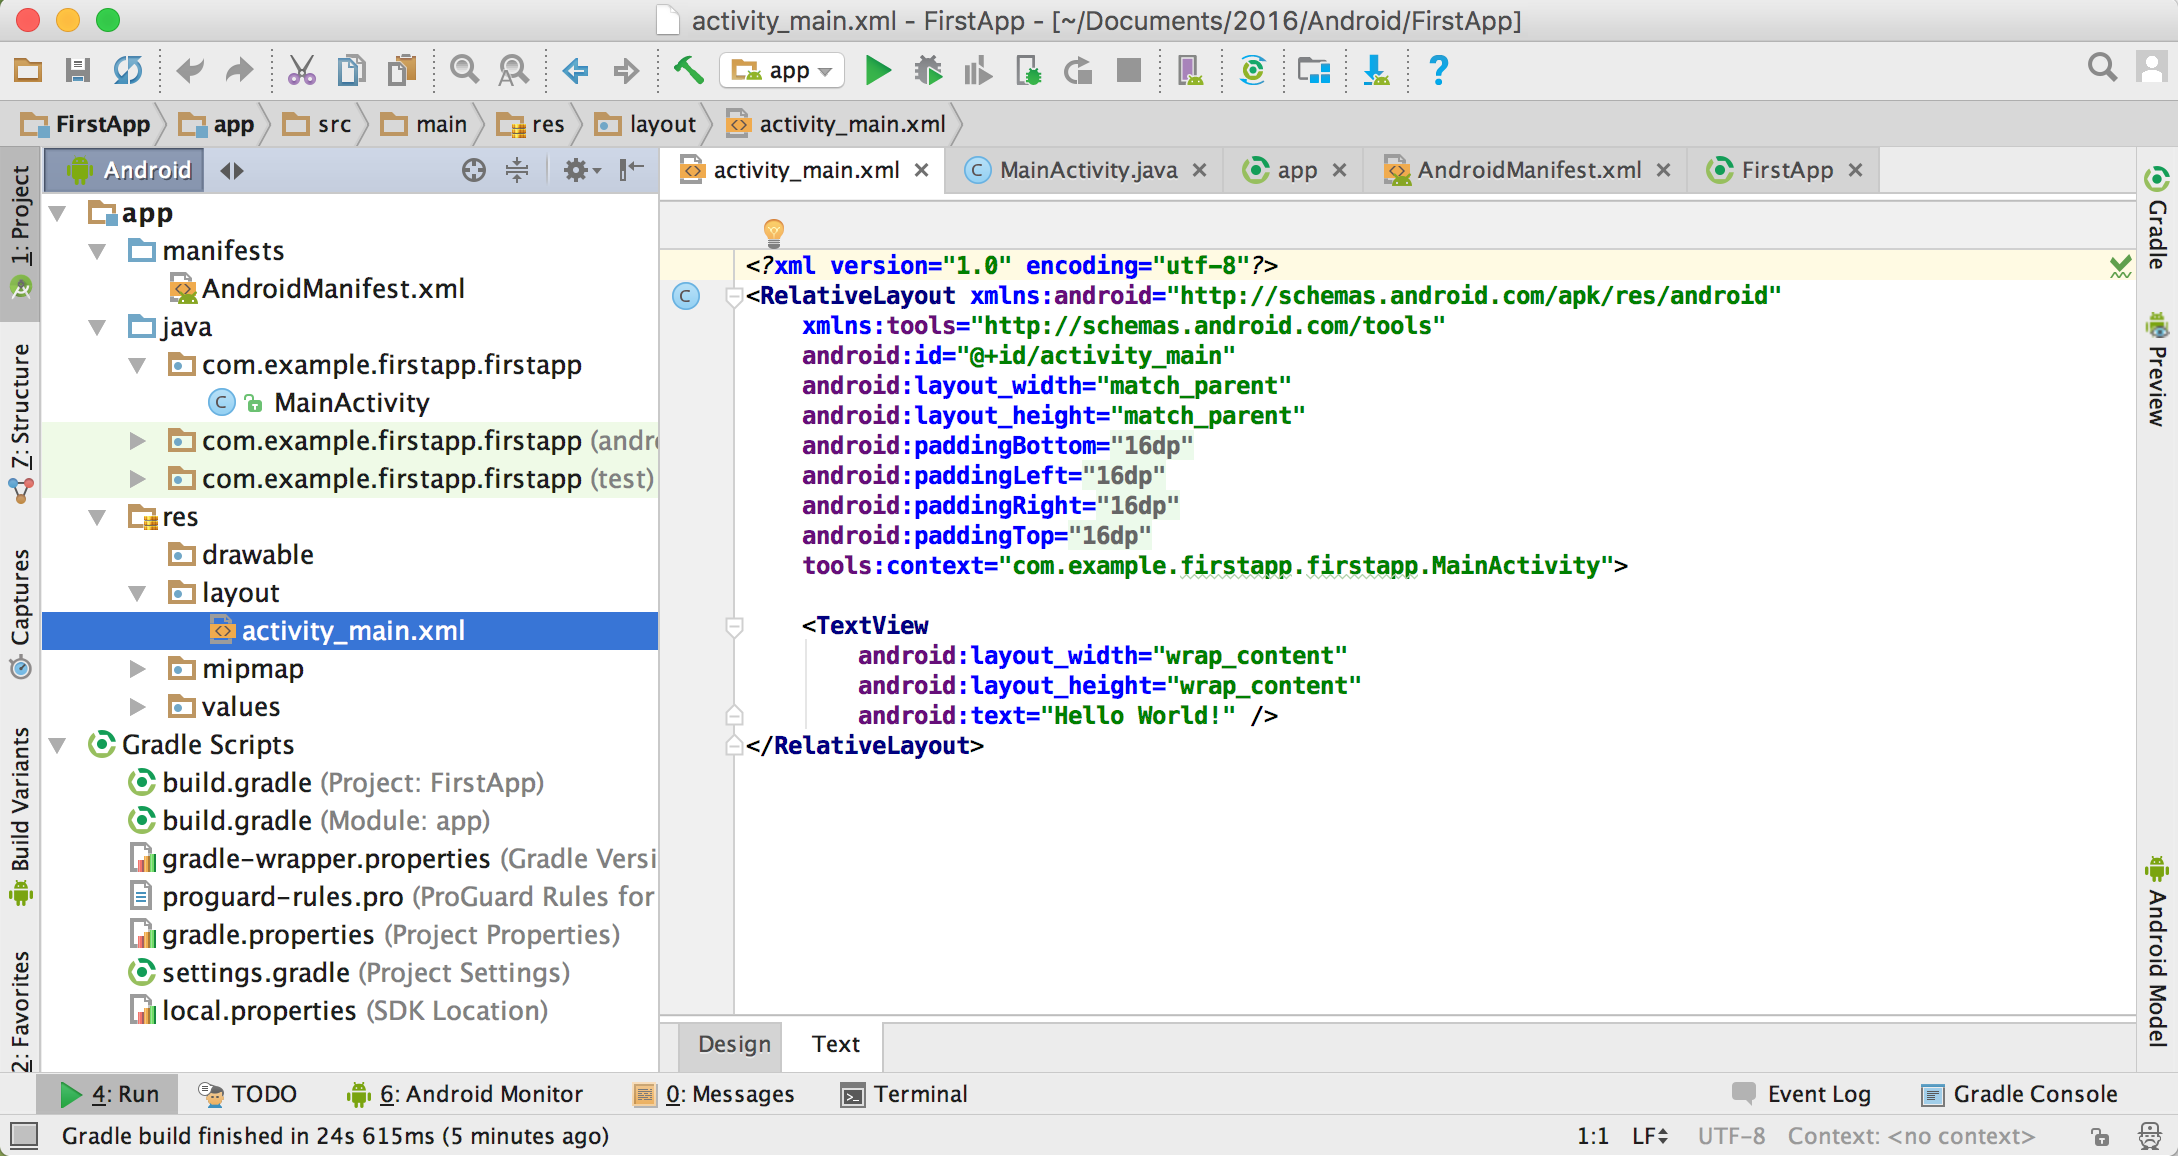 activity_main.xml - FirstApp - [~/Documents/2016/Android/FirstApp]
app
FirstApp app src main res layout activity_main.xml
Android
activity_main.xml MainActivity.java app AndroidManifest.xml FirstApp
1: Project
7: Structure
Captures
Build Variants
2: Favorites
app
manifests
AndroidManifest.xml
java
com.example.firstapp.firstapp
MainActivity
com.example.firstapp.firstapp (andro
com.example.firstapp.firstapp (test)
res
drawable
layout
activity_main.xml
mipmap
values
Gradle Scripts
build.gradle (Project: FirstApp)
build.gradle (Module: app)
gradle-wrapper.properties (Gradle Versi
proguard-rules.pro (ProGuard Rules for
gradle.properties (Project Properties)
settings.gradle (Project Settings)
local.properties (SDK Location)
<?xml version="1.0" encoding="utf-8"?>
<RelativeLayout xmlns:android="http://schemas.android.com/apk/res/android"
xmlns:tools="http://schemas.android.com/tools"
android:id="@+id/activity_main"
android:layout_width="match_parent"
android:layout_height="match_parent"
android:paddingBottom="16dp"
android:paddingLeft="16dp"
android:paddingRight="16dp"
android:paddingTop="16dp"
tools:context="com.example.firstapp.firstapp.MainActivity">
<TextView
android:layout_width="wrap_content"
android:layout_height="wrap_content"
android:text="Hello World!" />
</RelativeLayout>
Gradle
Preview
Android Model
Design Text
4: Run TODO 6: Android Monitor 0: Messages Terminal Event Log Gradle Console
Gradle build finished in 24s 615ms (5 minutes ago) 1:1 LF UTF-8 Context: <no context>